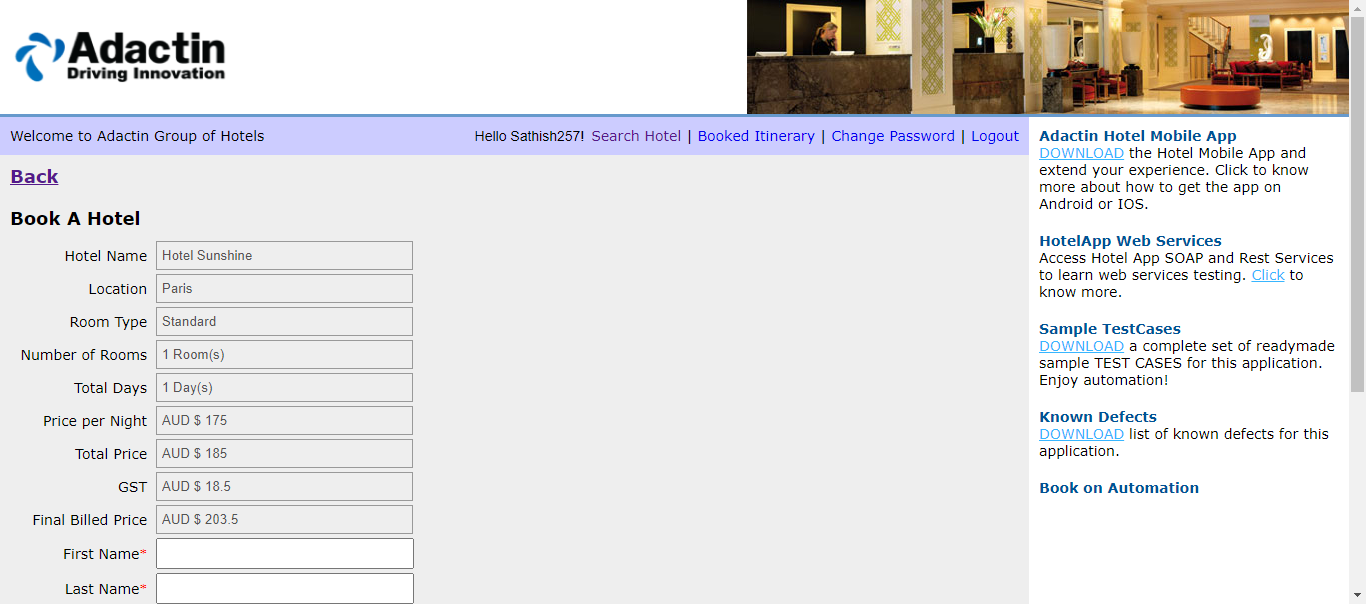 Adactin
Driving Innovation
Welcome to Adactin Group of Hotels
Hello Sathish257! Search Hotel | Booked Itinerary | Change Password | Logout
Back
Book A Hotel
Hotel Name Hotel Sunshine
Location Paris
Room Type Standard
Number of Rooms 1 Room(s)
Total Days 1 Day(s)
Price per Night AUD $ 175
Total Price AUD $ 185
GST AUD $ 18.5
Final Billed Price AUD $ 203.5
First Name*
Last Name*
Adactin Hotel Mobile App
DOWNLOAD the Hotel Mobile App and
extend your experience. Click to know
more about how to get the app on
Android or IOS.
HotelApp Web Services
Access Hotel App SOAP and Rest Services
to learn web services testing. Click to
know more.
Sample TestCases
DOWNLOAD a complete set of readymade
sample TEST CASES for this application.
Enjoy automation!
Known Defects
DOWNLOAD list of known defects for this
application.
Book on Automation